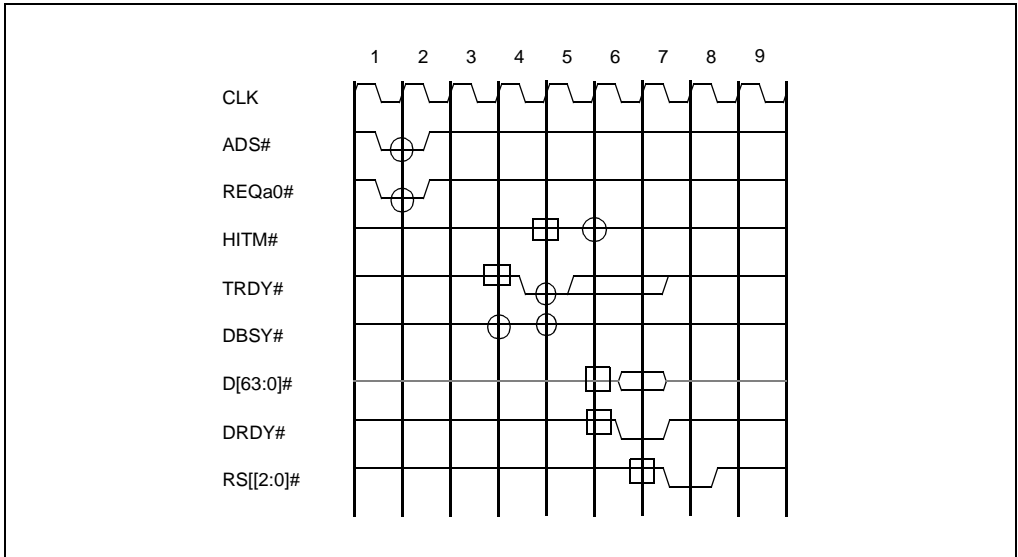 1 2 3 4 5 6 7 8 9
CLK
ADS#
REQa0#
HITM#
TRDY#
DBSY#
D[63:0]#
DRDY#
RS[[2:0]#